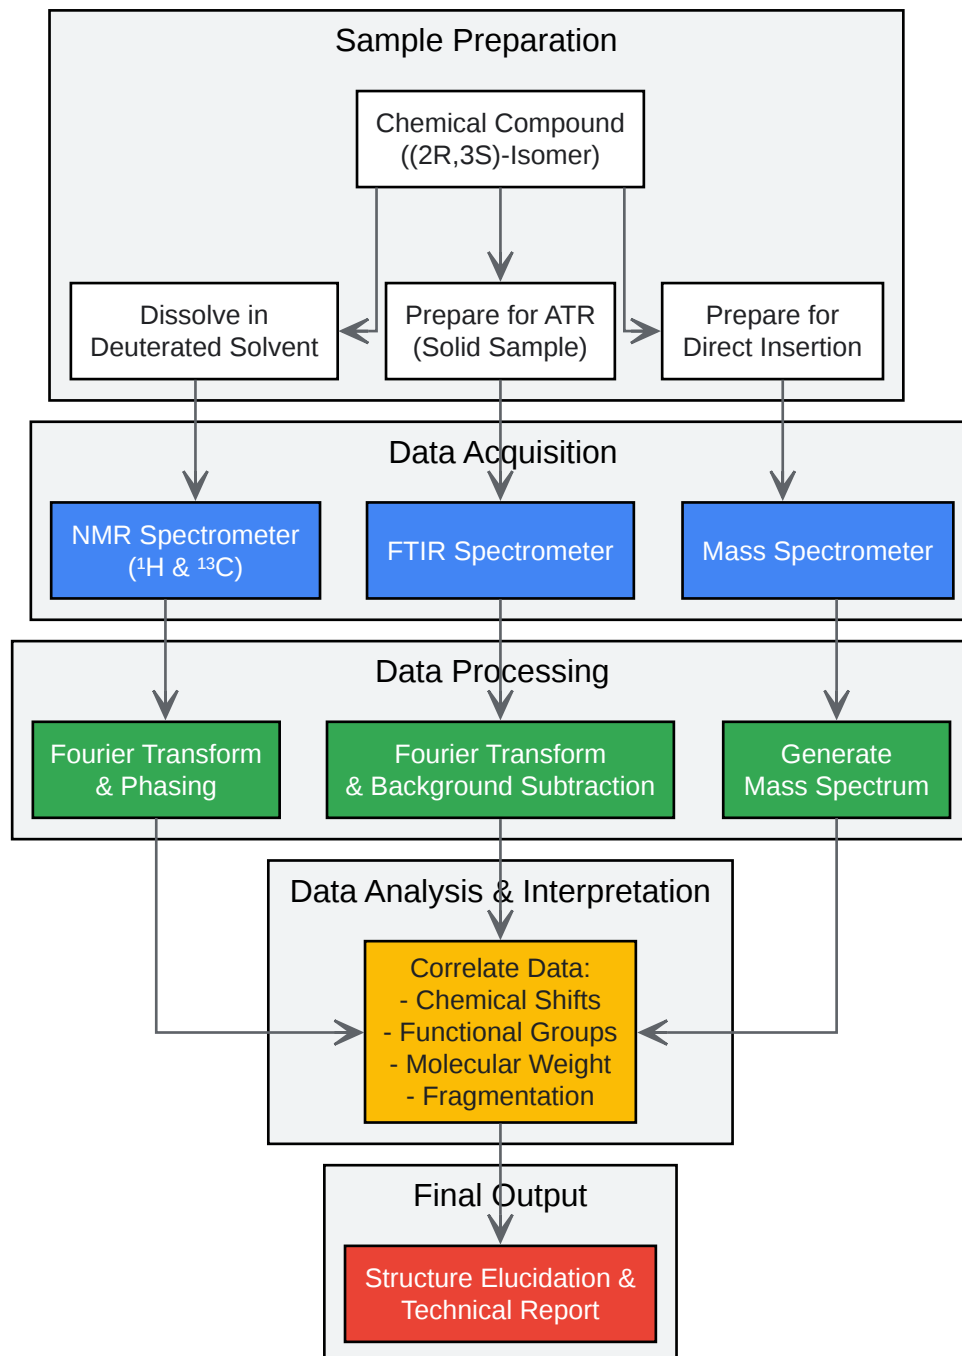 Sample Preparation
Chemical Compound
((2R,3S)-Isomer)
Dissolve in
Deuterated Solvent
Prepare for ATR
(Solid Sample)
Prepare for
Direct Insertion
Data Acquisition
NMR Spectrometer
(¹H & ¹³C)
FTIR Spectrometer
Mass Spectrometer
Data Processing
Fourier Transform
& Phasing
Fourier Transform
& Background Subtraction
Generate
Mass Spectrum
Data Analysis & Interpretation
Correlate Data:
- Chemical Shifts
- Functional Groups
- Molecular Weight
- Fragmentation
Final Output
Structure Elucidation &
Technical Report